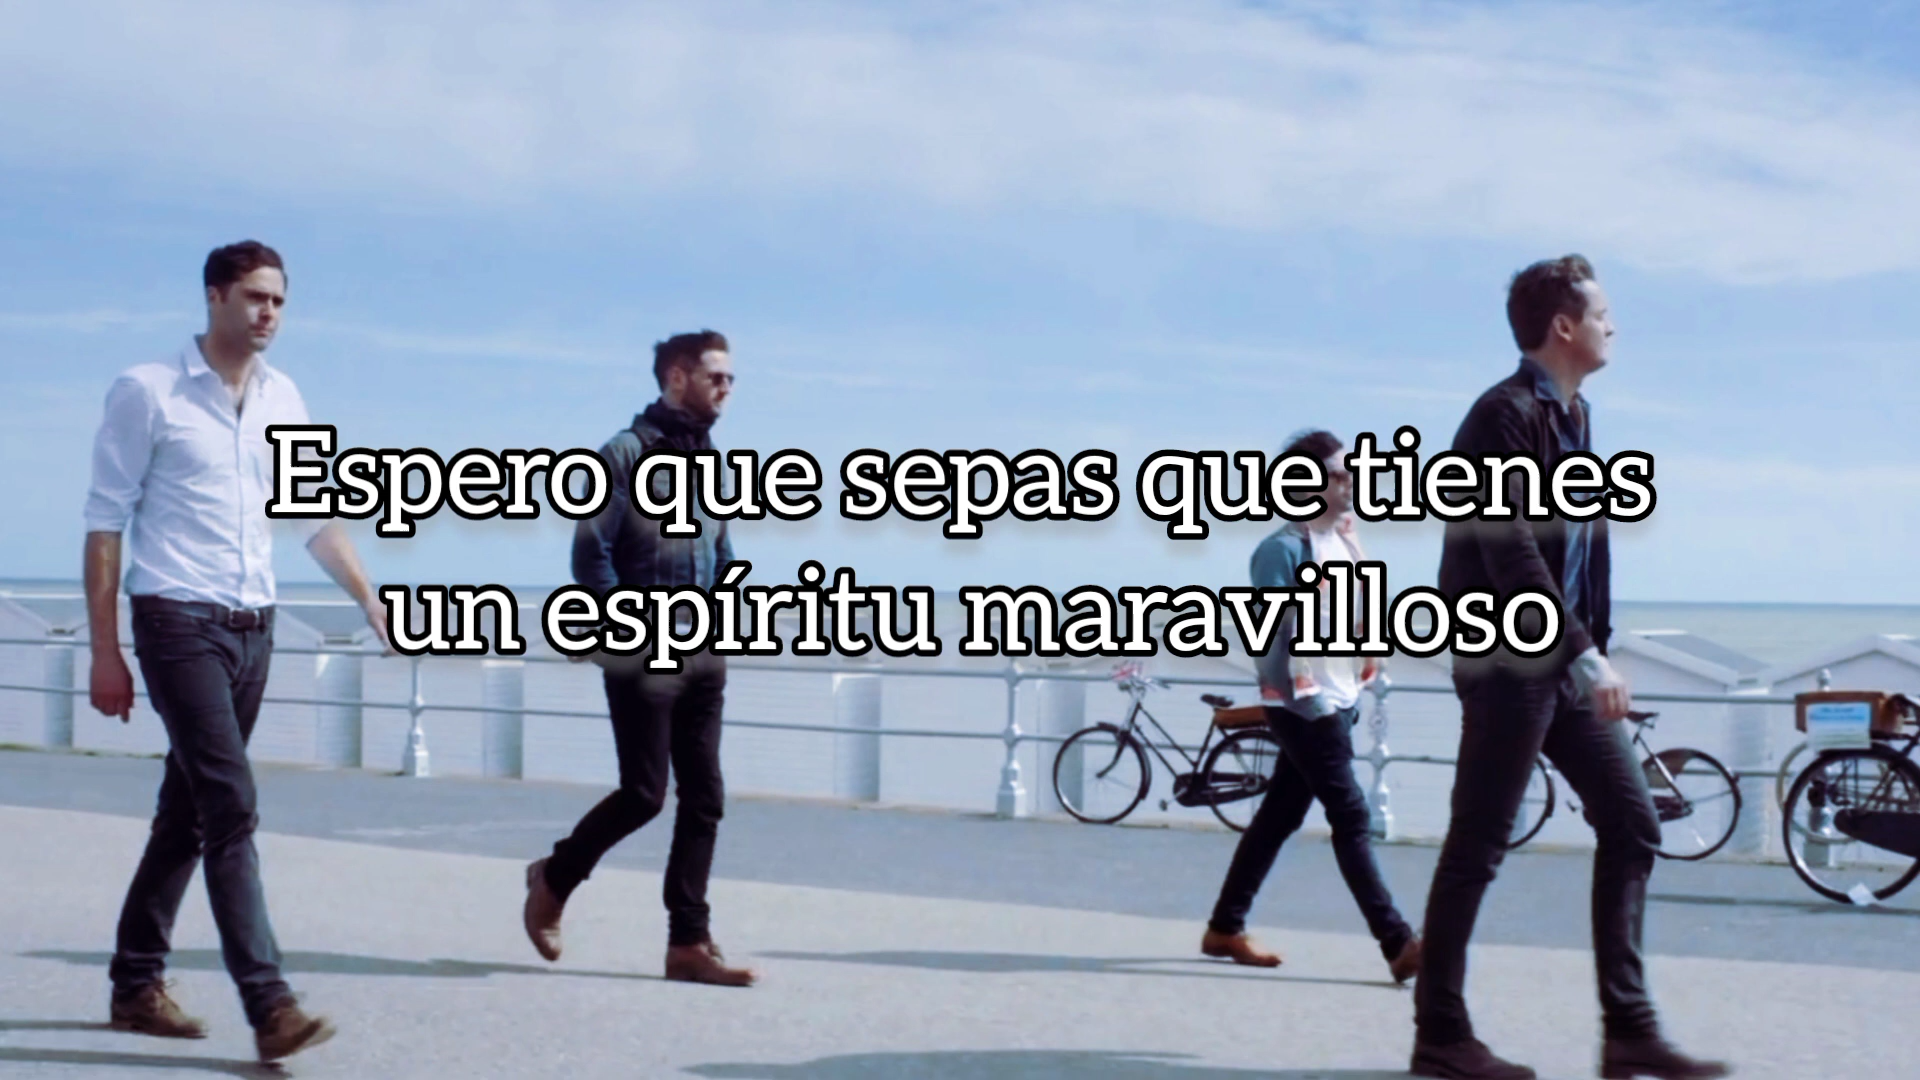 Espero que sepas que tienes
un espíritu maravilloso